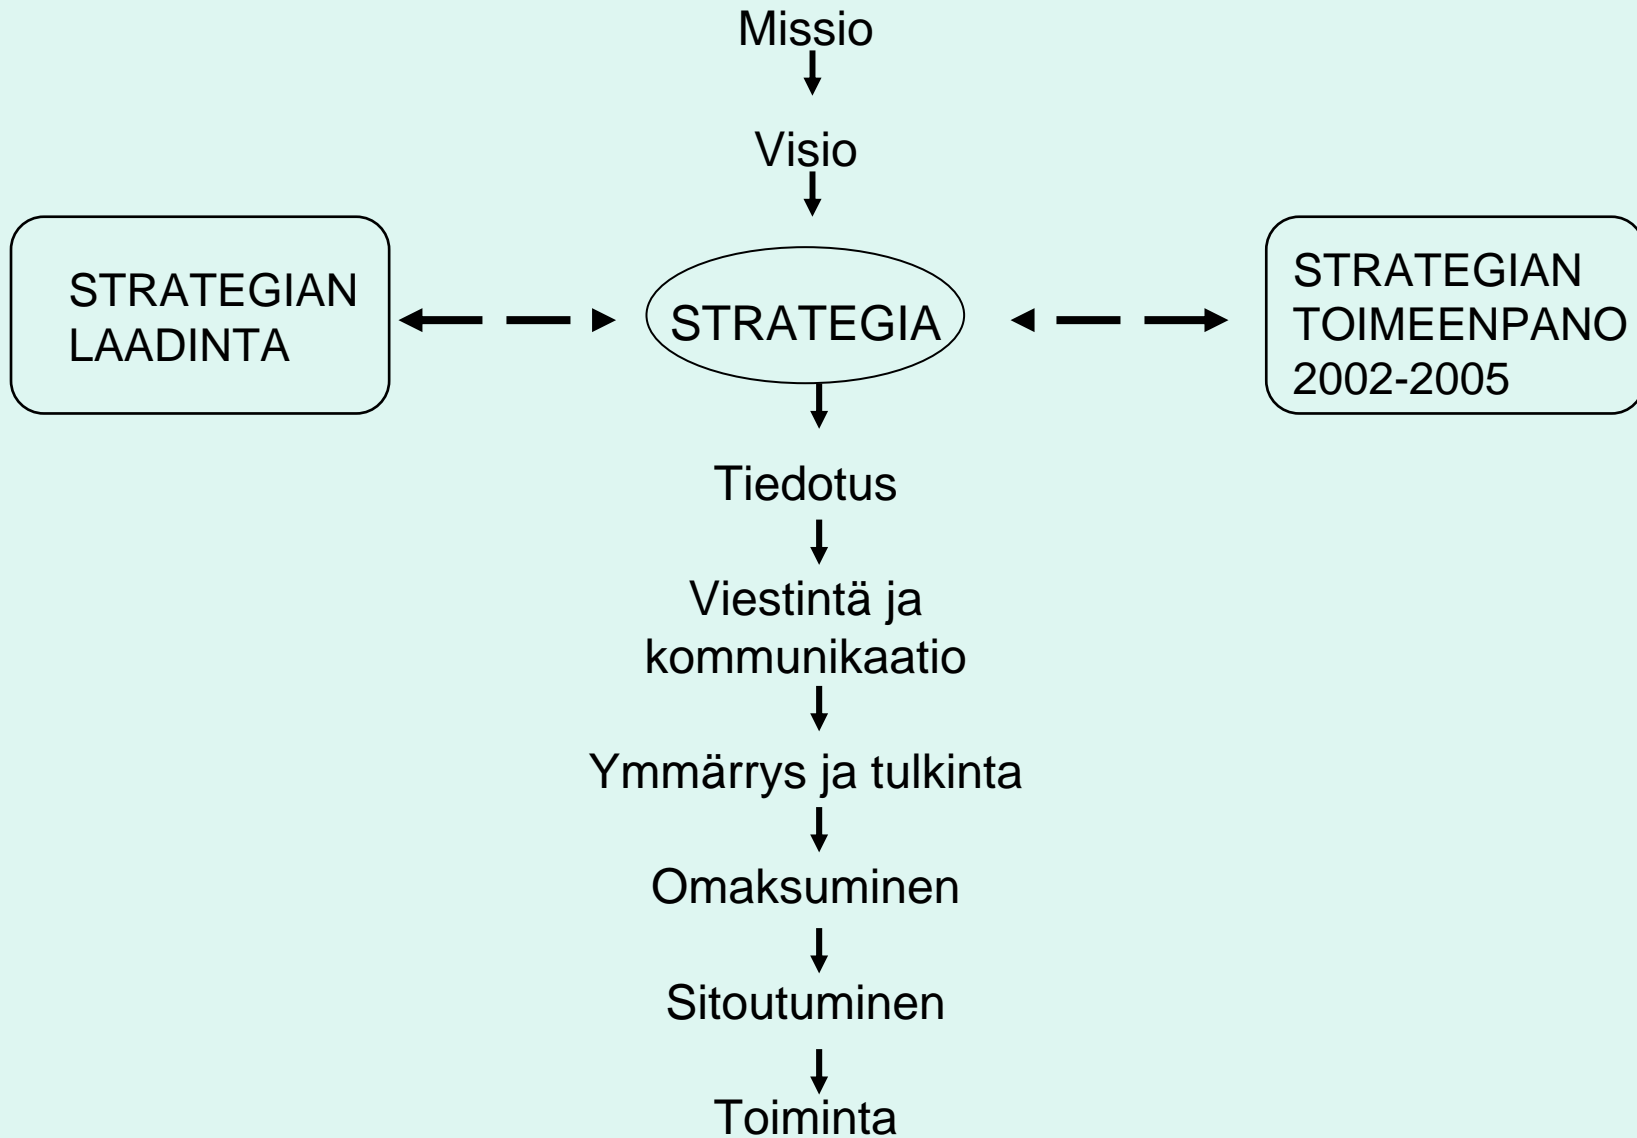 Missio
Visio
STRATEGIAN
LAADINTA
STRATEGIA
STRATEGIAN
TOIMEENPANO
2002-2005
Tiedotus
Viestintä ja
kommunikaatio
Ymmärrys ja tulkinta
Omaksuminen
Sitoutuminen
Toiminta